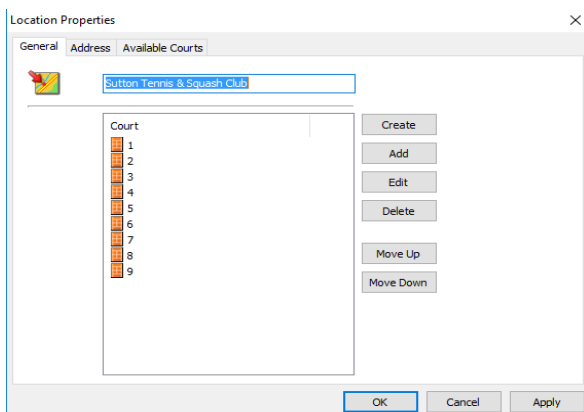 Location Properties
General Address Available Courts
Sutton Tennis & Squash Club
Court
1
2
3
4
5
6
7
8
9
Create
Add
Edit
Delete
Move Up
Move Down
OK Cancel Apply